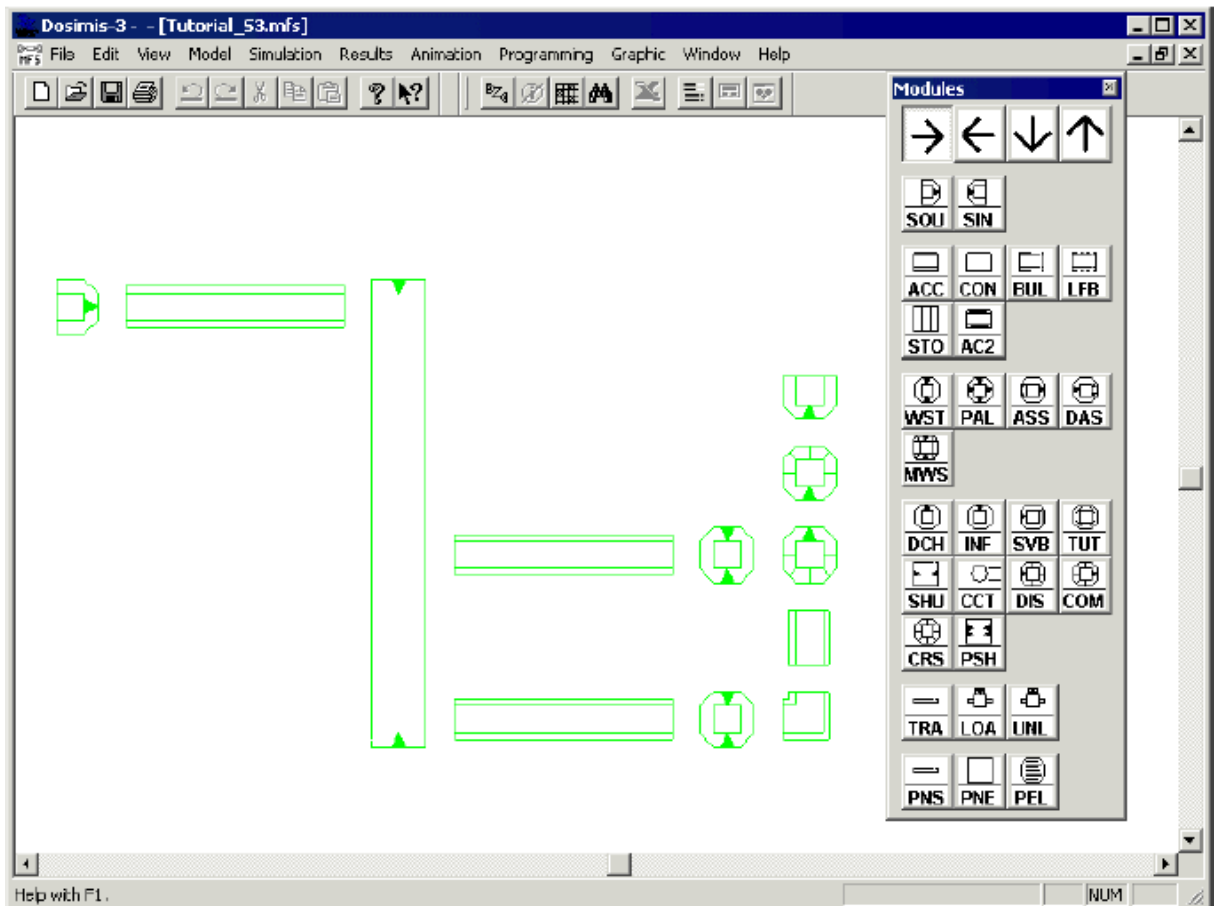 Dosimis-3 - - [Tutorial_53.mfs]
MFS File Edit View Model Simulation Results Animation Programming Graphic Window Help
Modules
SOU SIN
ACC CON BUL LFB
STO AC2
WST PAL ASS DAS
MWS
DCH INF SVB TUT
SHU CCT DIS COM
CRS PSH
TRA LOA UNL
PNS PNE PEL
Help with F1.
NUM